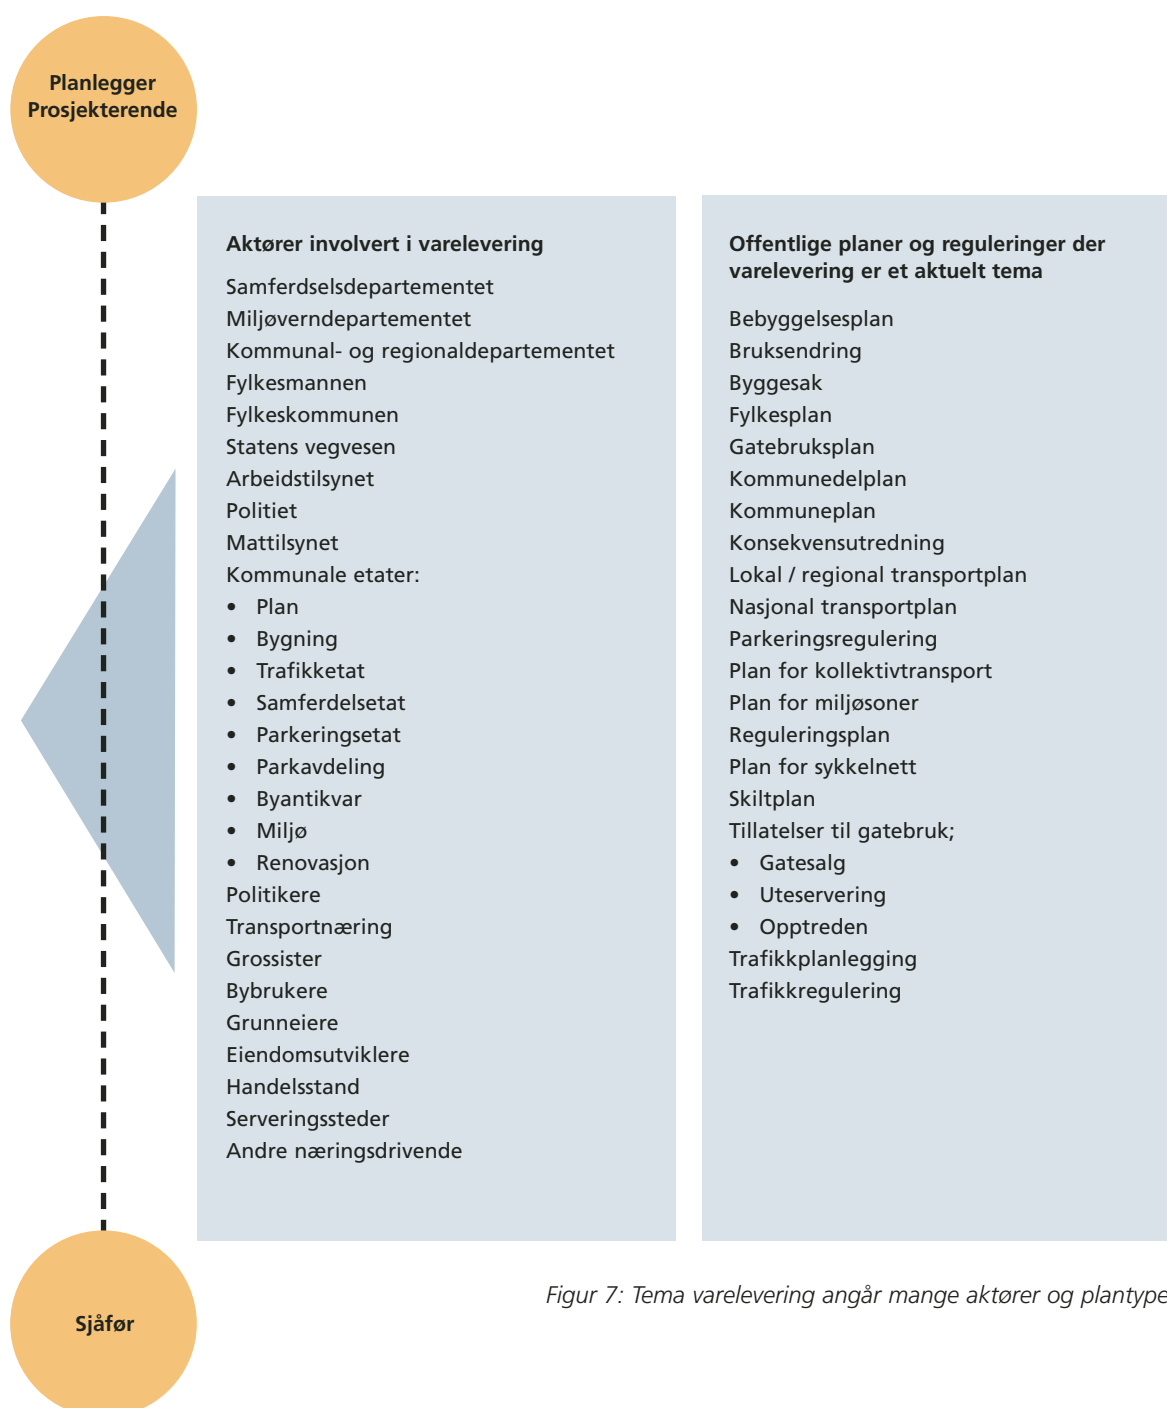 Planlegger
Prosjekterende
Aktører involvert i varelevering
Samferdselsdepartementet
Miljøverndepartementet
Kommunal- og regionaldepartementet
Fylkesmannen
Fylkeskommunen
Statens vegvesen
Arbeidstilsynet
Politiet
Mattilsynet
Kommunale etater:
• Plan
• Bygning
• Trafikketat
• Samferdelsetat
• Parkeringsetat
• Parkavdeling
• Byantikvar
• Miljø
• Renovasjon
Politikere
Transportnæring
Grossister
Bybrukere
Grunneiere
Eiendomsutviklere
Handelsstand
Serveringssteder
Andre næringsdrivende
Offentlige planer og reguleringer der
varelevering er et aktuelt tema
Bebyggelsesplan
Bruksendring
Byggesak
Fylkesplan
Gatebruksplan
Kommunedelplan
Kommuneplan
Konsekvensutredning
Lokal / regional transportplan
Nasjonal transportplan
Parkeringsregulering
Plan for kollektivtransport
Plan for miljøsoner
Reguleringsplan
Plan for sykkelnett
Skiltplan
Tillatelser til gatebruk;
• Gatesalg
• Uteservering
• Opptreden
Trafikkplanlegging
Trafikkregulering
Figur 7: Tema varelevering angår mange aktører og plantype
Sjåfør